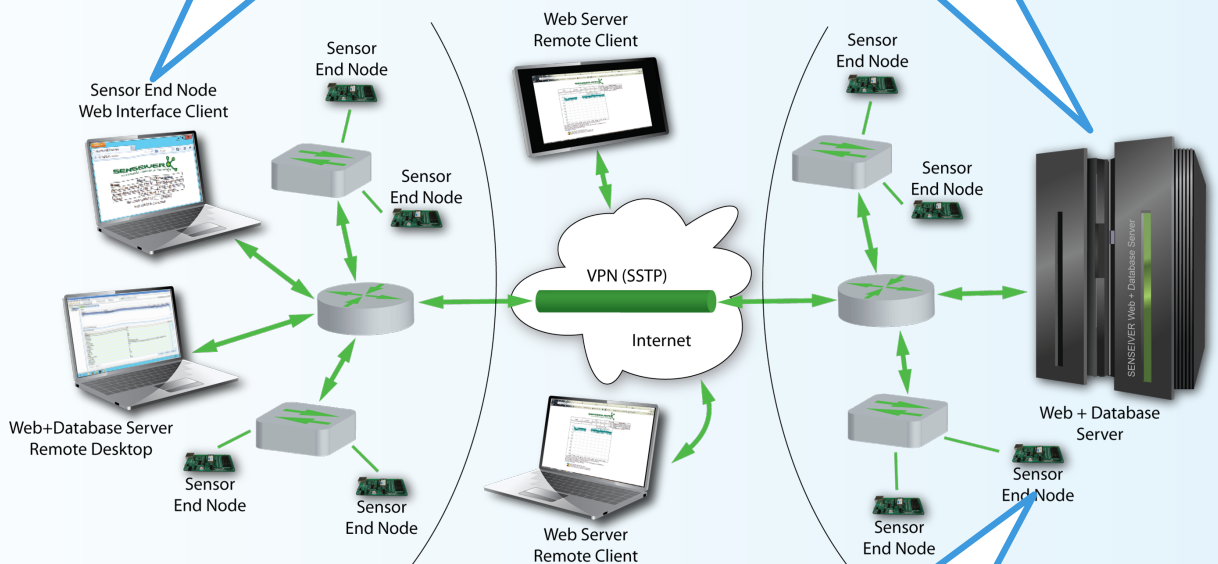 Web Server
Remote Client
Sensor
End Node
Sensor End Node
Web Interface Client
SENSEIVER
Sensor
End Node
Sensor
End Node
Sensor
End Node
VPN (SSTP)
Internet
SENSEIVER Web + Database Server
Web+Database Server
Remote Desktop
Web + Database
Server
Sensor
End Node
Sensor
End Node
Sensor
End Node
Sensor
End Node
Web Server
Remote Client